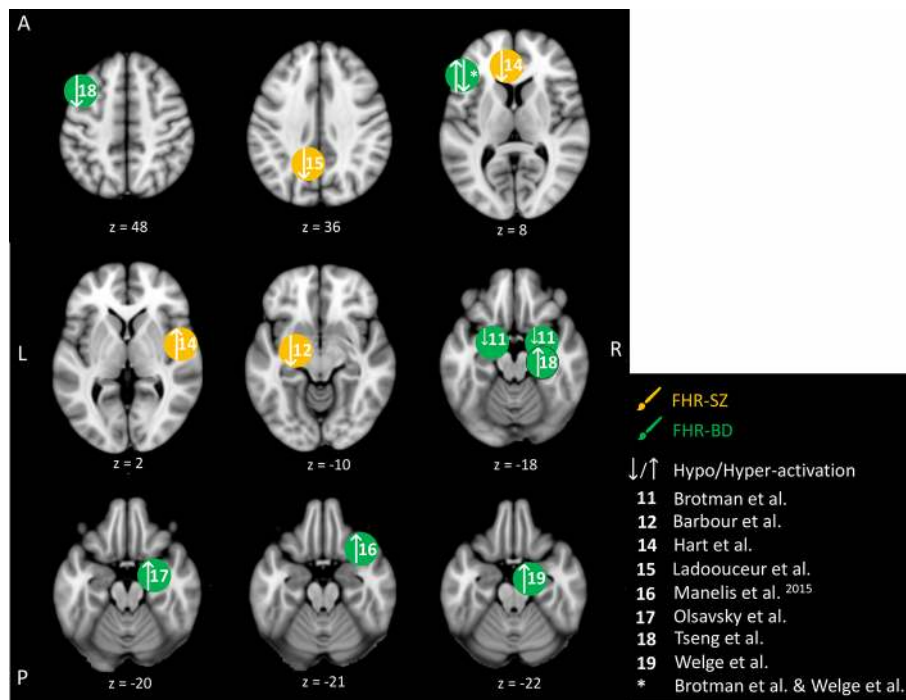 A
18
15
*
14
z = 48
z = 36
z = 8
L
14
12
11
11
18
R
z = 2
z = -10
z = -18
17
16
19
P
z = -20
z = -21
z = -22
FHR-SZ
FHR-BD
↓/↑ Hypo/Hyper-activation
11 Brotman et al.
12 Barbour et al.
14 Hart et al.
15 Ladoouceur et al.
16 Manelis et al. 2015
17 Olsavsky et al.
18 Tseng et al.
19 Welge et al.
* Brotman et al. & Welge et al.